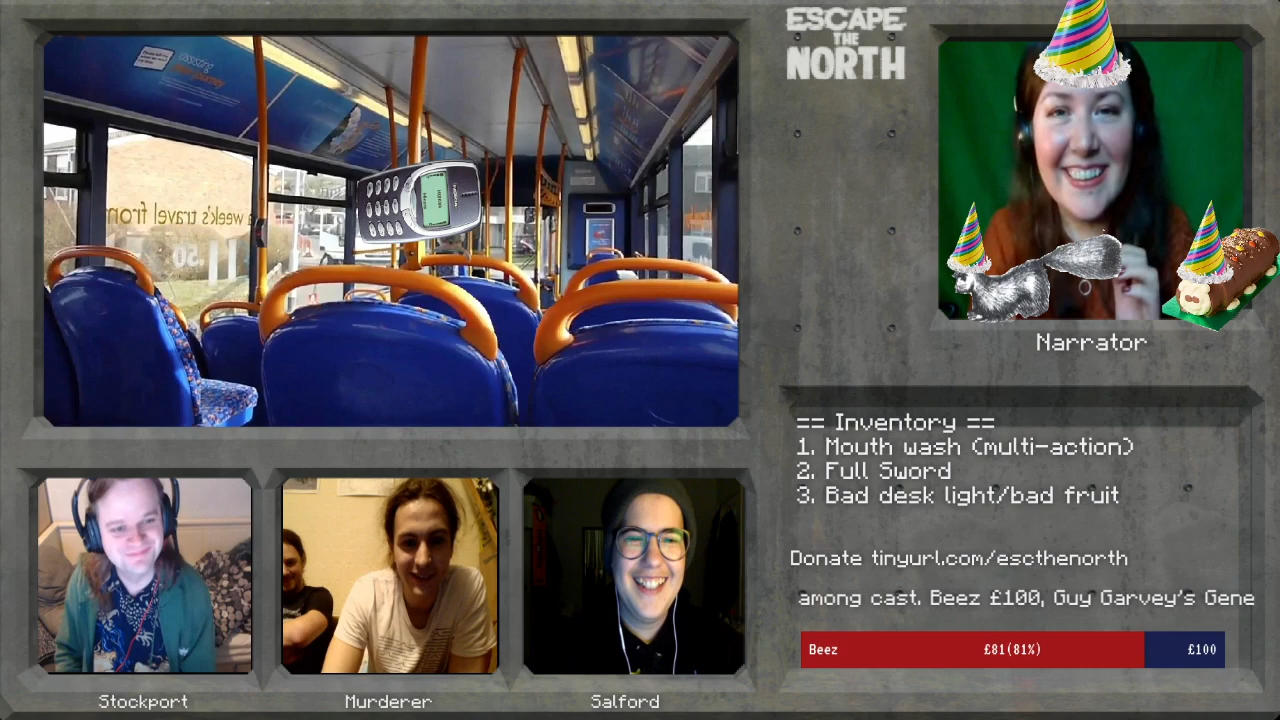 ESCAPE
THE
NORTH
a week's travel from
.50
NOKIA
Narrator
== Inventory ==
1. Mouth wash (multi-action)
2. Full Sword
3. Bad desk light/bad fruit
Donate tinyurl.com/escthenorth
among cast. Beez £100, Guy Garvey's Gene
Beez £81(81%) £100
Stockport Murderer Salford